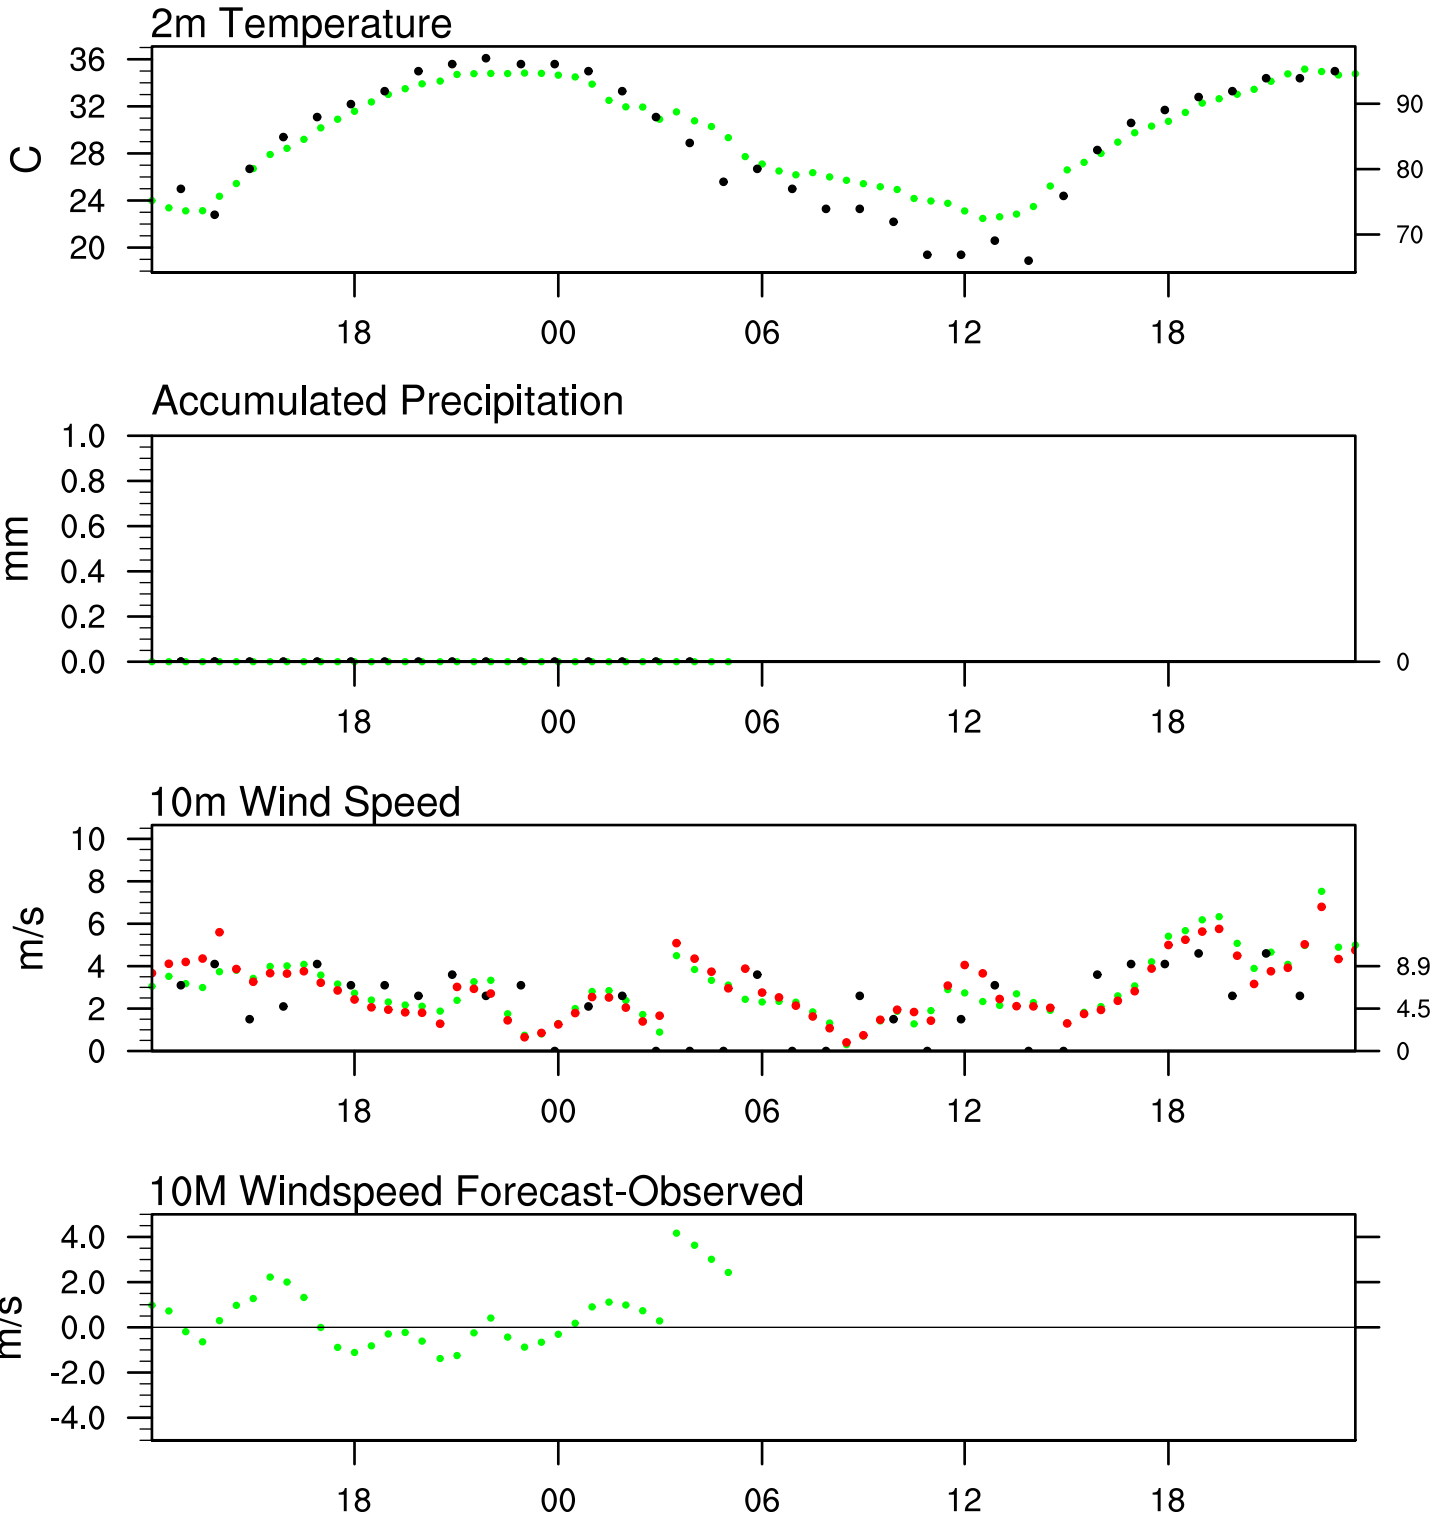 2m Temperature
36
32
28
24
20
C
90
80
70
18 00 06 12 18
Accumulated Precipitation
1.0
0.8
0.6
0.4
0.2
0.0
mm
0
18 00 06 12 18
10m Wind Speed
10
8
6
4
2
0
m/s
8.9
4.5
0
18 00 06 12 18
10M Windspeed Forecast-Observed
4.0
2.0
0.0
-2.0
-4.0
m/s
18 00 06 12 18